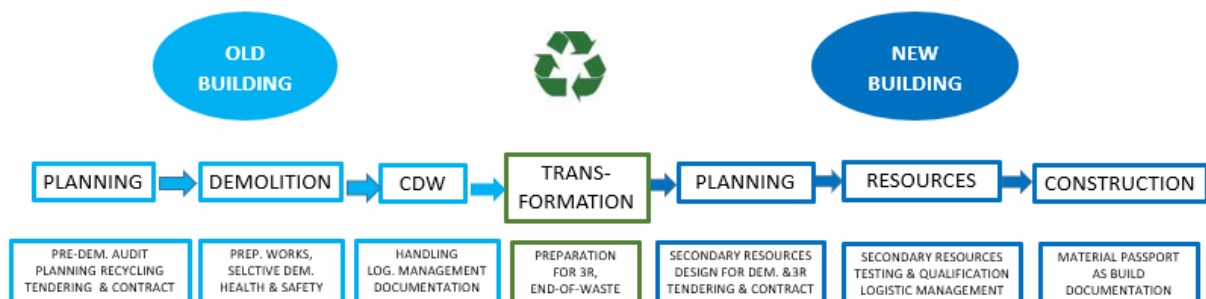 OLD
BUILDING
NEW
BUILDING
PLANNING
DEMOLITION
CDW
TRANS-
FORMATION
PLANNING
RESOURCES
CONSTRUCTION
PRE-DEM. AUDIT
PLANNING RECYCLING
TENDERING & CONTRACT
PREP. WORKS,
SELCTIVE DEM.
HEALTH & SAFETY
HANDLING
LOG. MANAGEMENT
DOCUMENTATION
PREPARATION
FOR 3R,
END-OF-WASTE
SECONDARY RESOURCES
DESIGN FOR DEM. &3R
TENDERING & CONTRACT
SECONDARY RESOURCES
TESTING & QUALIFICATION
LOGISTIC MANAGEMENT
MATERIAL PASSPORT
AS BUILD
DOCUMENTATION